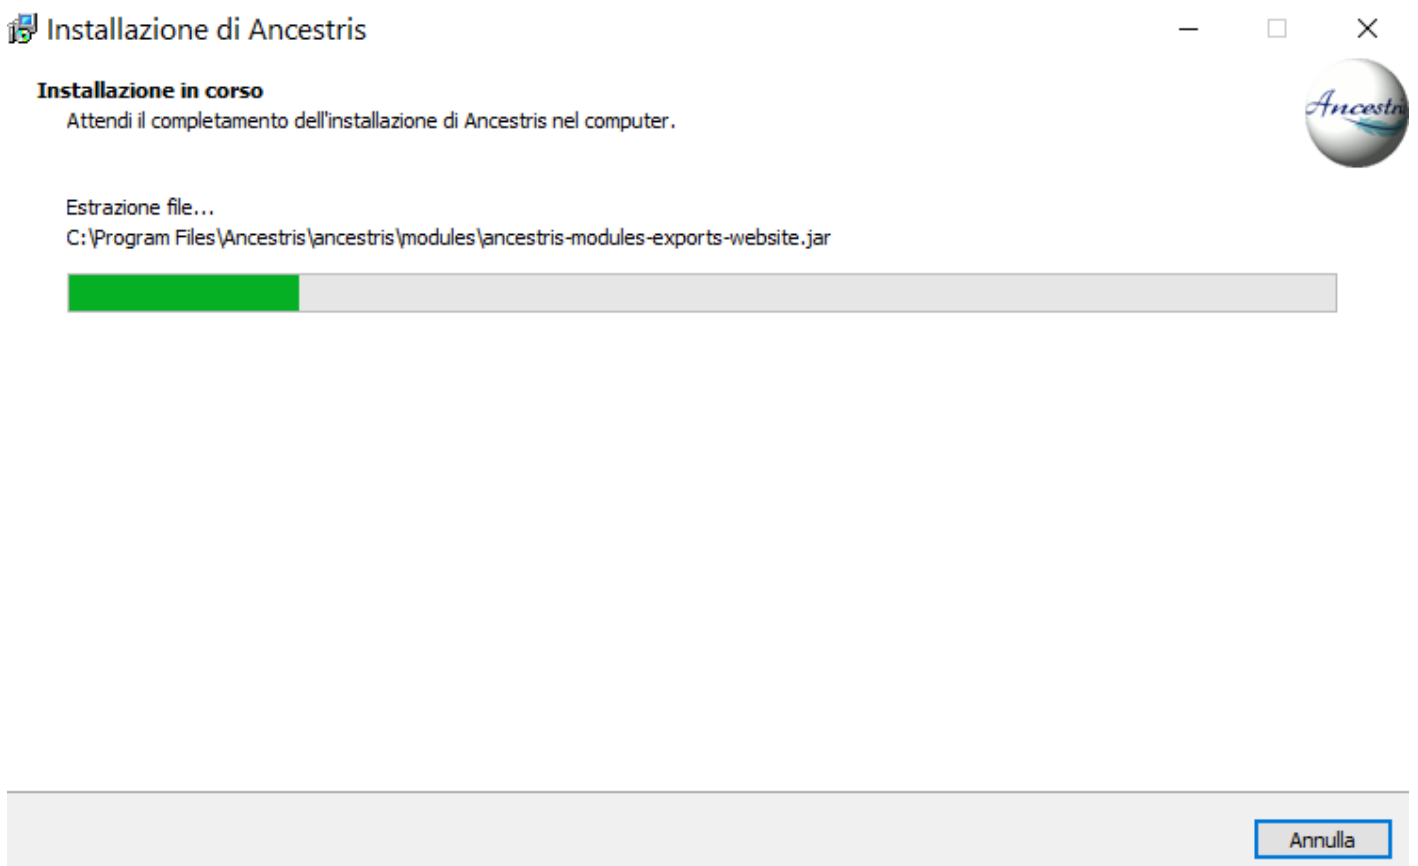 Installazione di Ancestris
Installazione in corso
Attendi il completamento dell'installazione di Ancestris nel computer.
Estrazione file...
C:\Program Files\Ancestris\ancestris\modules\ancestris-modules-exports-website.jar
Annulla